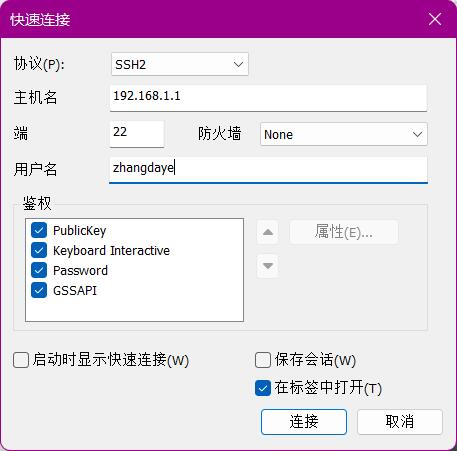 快速连接
协议(P): SSH2
主机名 192.168.1.1
端 22 防火墙 None
用户名 zhangdaye
鉴权
PublicKey
Keyboard Interactive 属性(E)...
Password
GSSAPI
启动时显示快速连接(W) 保存会话(W)
在标签中打开(T)
连接 取消